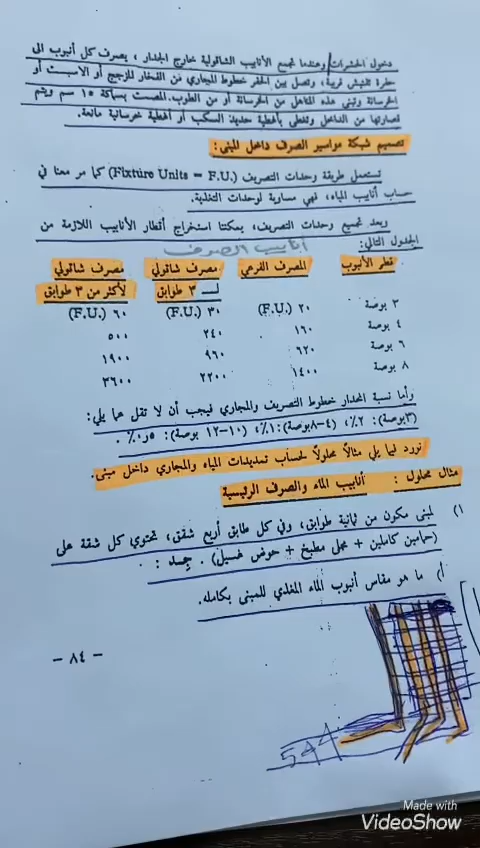 دخول الحشرات، وعندما تجمع الأنابيب الشاقولية خارج الجدار، يصرف كل أنبوب الى
حفرة تفتيش قريبة، وتصل بين الحفر خطوط المجاري من الفخار المزجج أو الاسبست أو
الخرسانة وتبنى هذه المناهل من الخرسانة أو من الطوب. المصمت بسماكة ١٥ سم ويتم
قصارتها من الداخل وتغطى بأغطية حديد السكب أو أغطية خرسانية مانعة.
تصميم شبكة مواسير الصرف داخل المبنى:
تستعمل طريقة وحدات التصريف (Fixture Units = F.U.) كما مر معنا في
حساب أنابيب المياه، فهي مساوية لوحدات التغذية.
وبعد تجميع وحدات التصريف، يمكننا استخراج أقطار الأنابيب اللازمة من
الجدول التالي: أنابيب الصرف
قطر الأنبوب المصرف الفرعي مصرف شاقولي لـ ٣ طوابق مصرف شاقولي لأكثر من ٣ طوابق
٣ بوصة ٢٠ (F.U.) ٣٠ (F.U.) ٦٠ (F.U.)
٤ بوصة ١٦٠ ٢٤٠ ٥٠٠
٦ بوصة ٦٢٠ ٩٦٠ ١٩٠٠
٨ بوصة ١٤٠٠ ٢٢٠٠ ٣٦٠٠
وأما نسبة انحدار خطوط التصريف والمجاري فيجب أن لا تقل عما يلي:
(٣بوصة): ٢٪، (٤-٨بوصة): ١٪، (١٠-١٢ بوصة): ٠,٥٪.
نورد فيما يلي مثالاً محلولاً لحساب تمديدات المياه والمجاري داخل مبنى.
مثال محلول: أنابيب الماء والصرف الرئيسية
١) لمبنى مكون من ثمانية طوابق، وفي كل طابق أربع شقق، تحتوي كل شقة على
(حمامين كاملين + مجلى مطبخ + حوض غسيل). جد :
أ) ما هو مقاس أنبوب الماء المغذي للمبنى بكامله.
- ٨٤ -
544
Made with
VideoShow